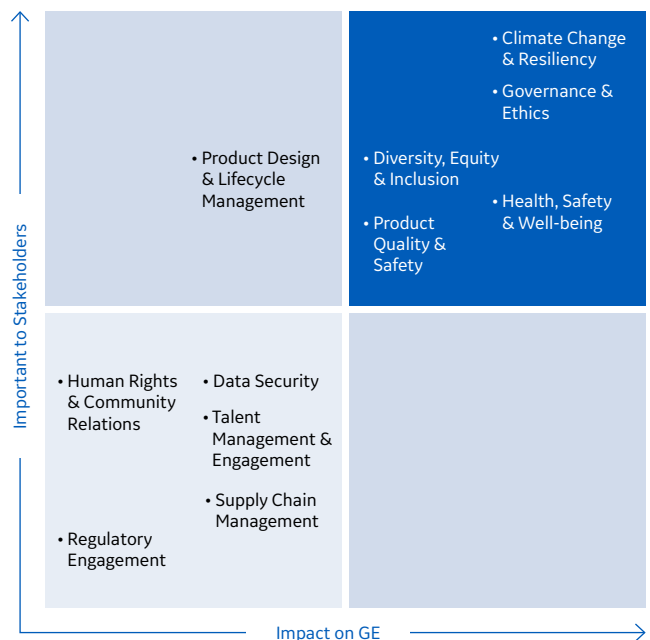 Important to Stakeholders
• Climate Change
& Resiliency
• Governance &
Ethics
• Product Design
& Lifecycle
Management
• Diversity, Equity
& Inclusion
• Health, Safety
& Well-being
• Product
Quality &
Safety
• Human Rights
& Community
Relations
• Data Security
• Talent
Management &
Engagement
• Supply Chain
Management
• Regulatory
Engagement
Impact on GE